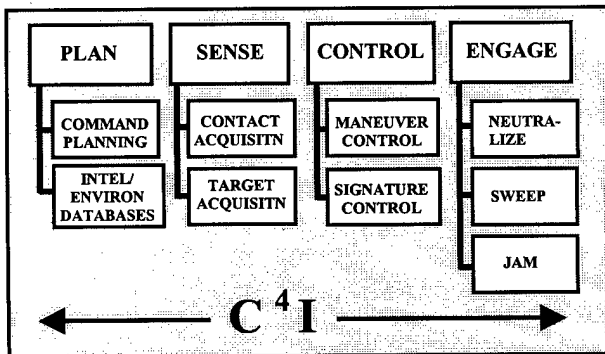 PLAN
SENSE
CONTROL
ENGAGE
COMMAND
PLANNING
INTEL/
ENVIRON
DATABASES
CONTACT
ACQUISITN
TARGET
ACQUISITN
MANEUVER
CONTROL
SIGNATURE
CONTROL
NEUTRA-
LIZE
SWEEP
JAM
C 4 I